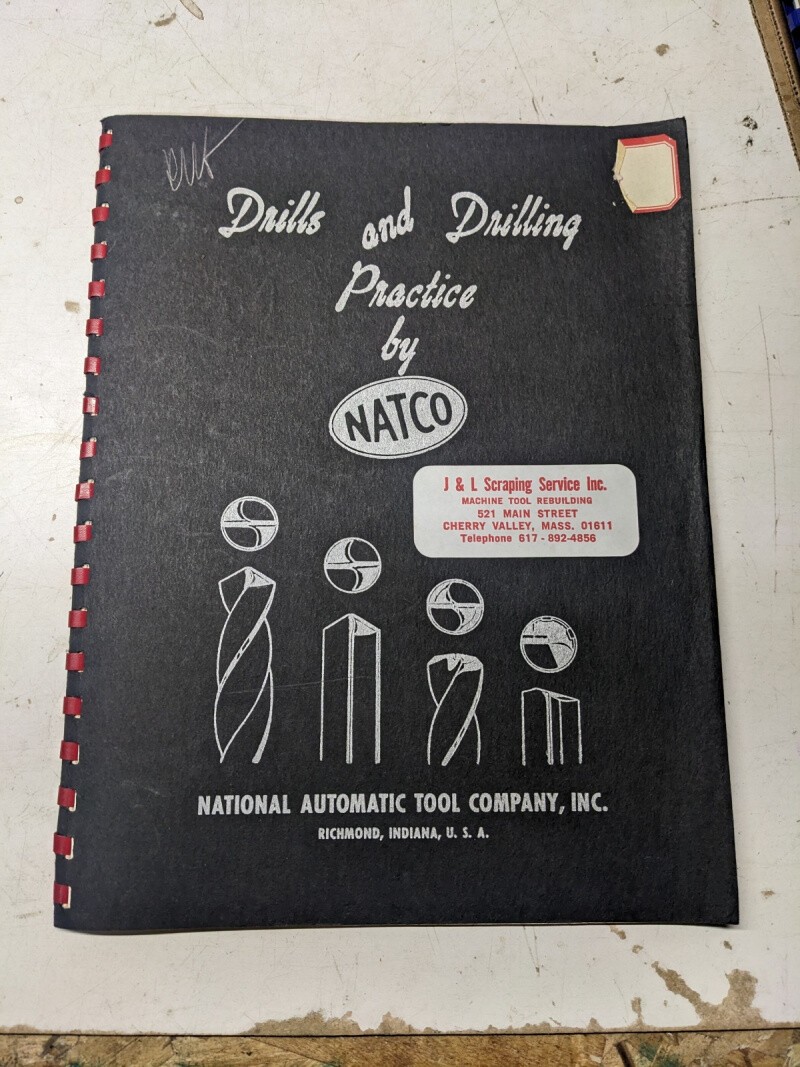 Drills and Drilling
Practice
by
NATCO
J & L Scraping Service Inc.
MACHINE TOOL REBUILDING
521 MAIN STREET
CHERRY VALLEY, MASS. 01611
Telephone 617 - 892-4856
NATIONAL AUTOMATIC TOOL COMPANY, INC.
RICHMOND, INDIANA, U. S. A.